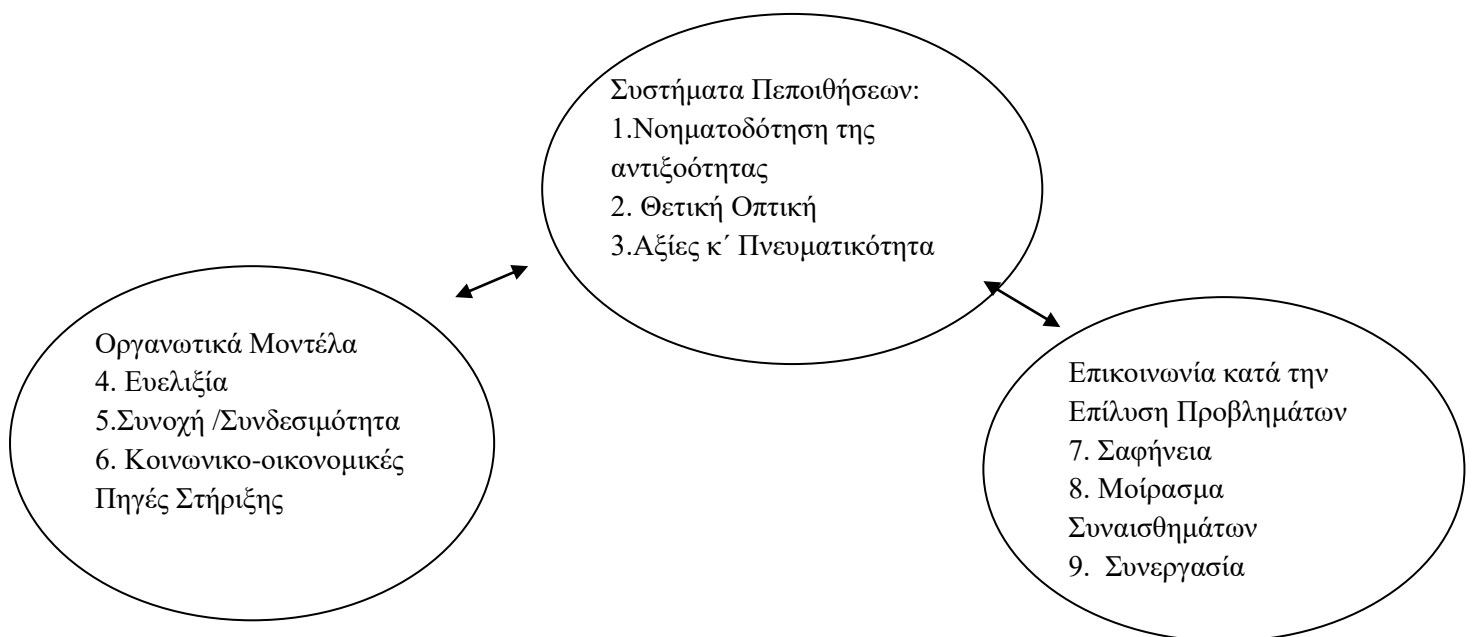 Συστήματα Πεποιθήσεων:
1.Νοηματοδότηση της
αντιξοότητας
2. Θετική Οπτική
3.Αξίες κ΄ Πνευματικότητα
Οργανωτικά Μοντέλα
4. Ευελιξία
5.Συνοχή /Συνδεσιμότητα
6. Κοινωνικο-οικονομικές
Πηγές Στήριξης
Επικοινωνία κατά την
Επίλυση Προβλημάτων
7. Σαφήνεια
8. Μοίρασμα
Συναισθημάτων
9. Συνεργασία